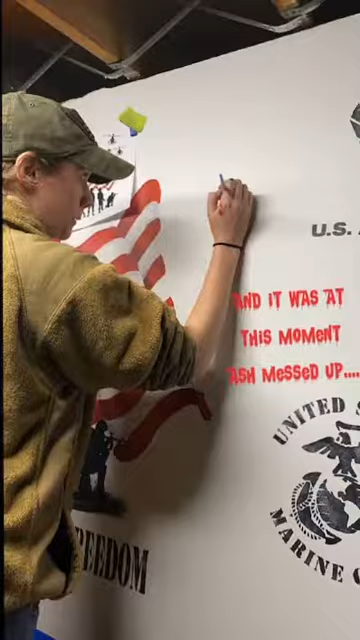 U.S. A
AND IT WAS AT
THIS MOMENT
ASH MESSED UP....
UNITED
MARINE C
FREEDOM